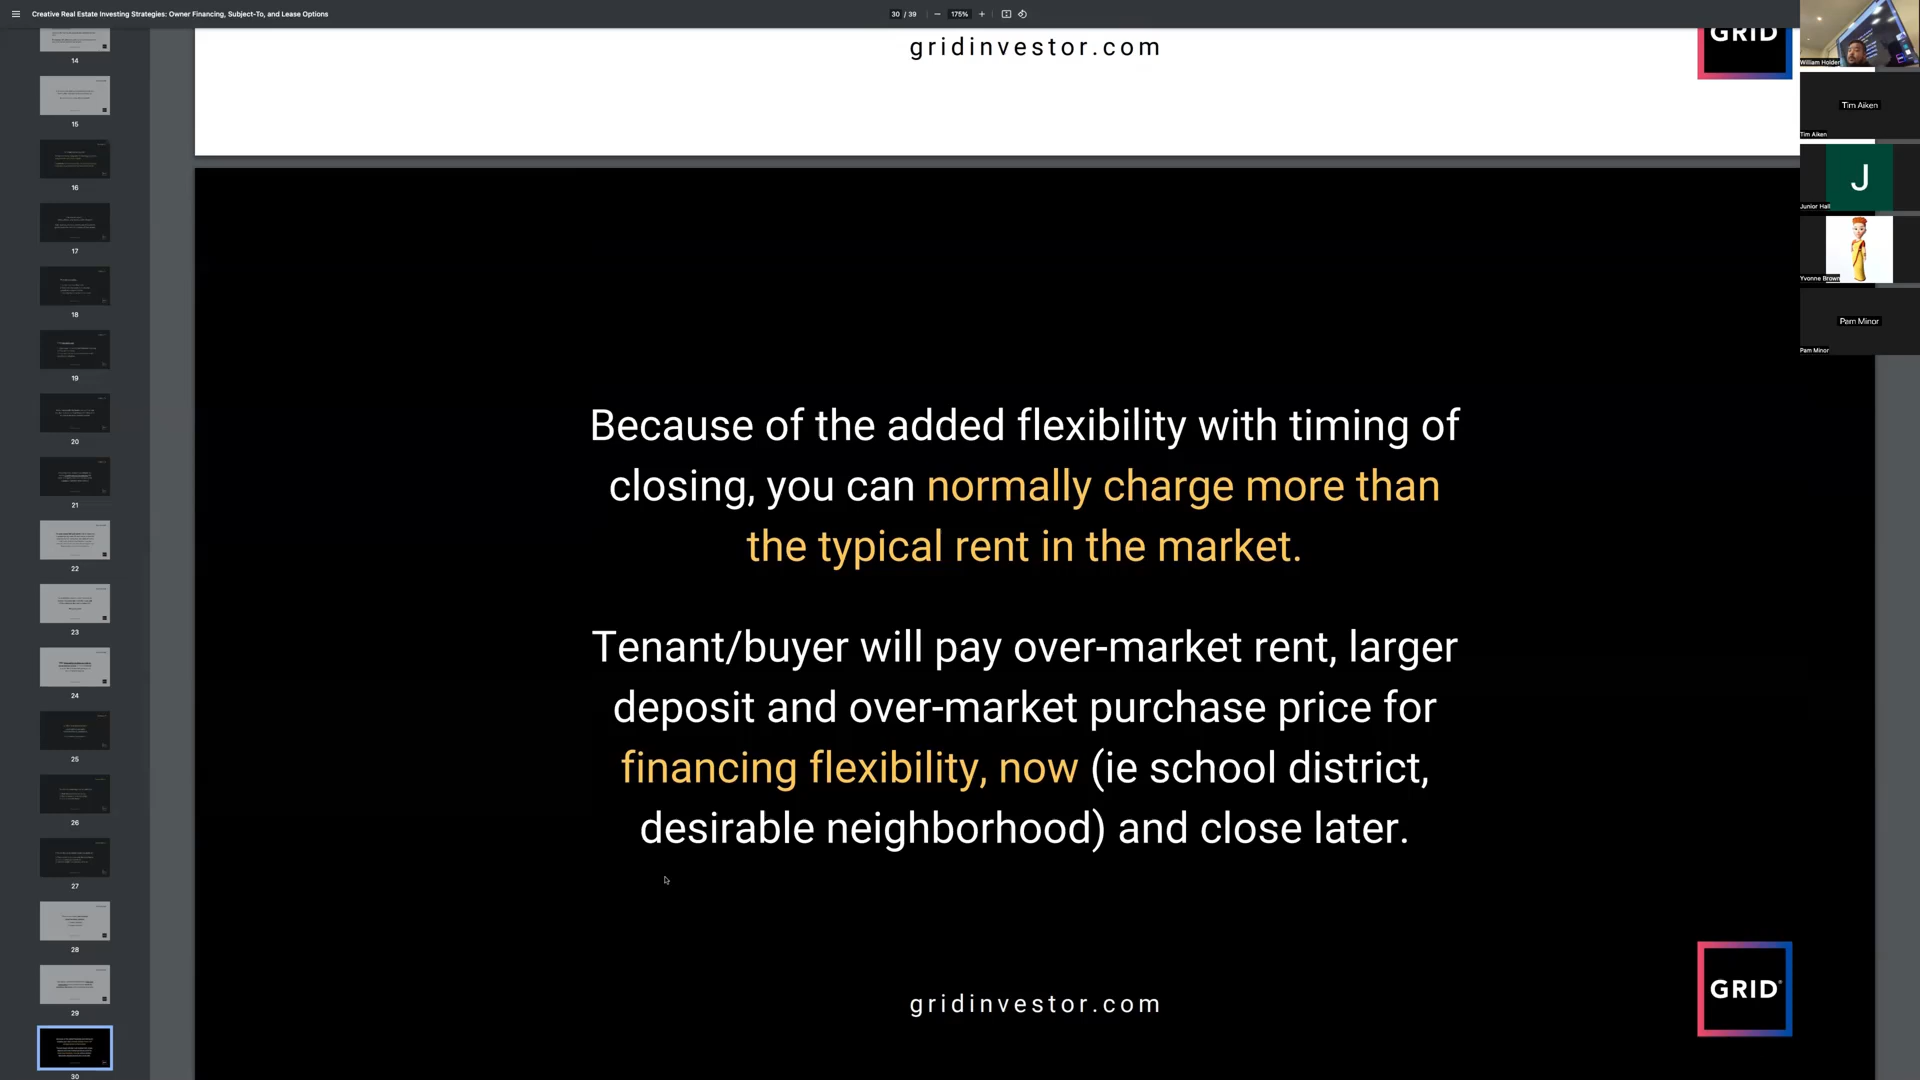 Creative Real Estate Investing Strategies: Owner Financing, Subject-To, and Lease Options
30 / 39
175%
14
15
16
17
18
19
20
21
22
23
24
25
26
27
28
29
30
gridinvestor.com
GRID
Because of the added flexibility with timing of
closing, you can normally charge more than
the typical rent in the market.
Tenant/buyer will pay over-market rent, larger
deposit and over-market purchase price for
financing flexibility, now (ie school district,
desirable neighborhood) and close later.
gridinvestor.com
GRID
William Holder
Tim Aiken
Tim Aiken
J
Junior Hall
Yvonne Brown
Pam Minor
Pam Minor